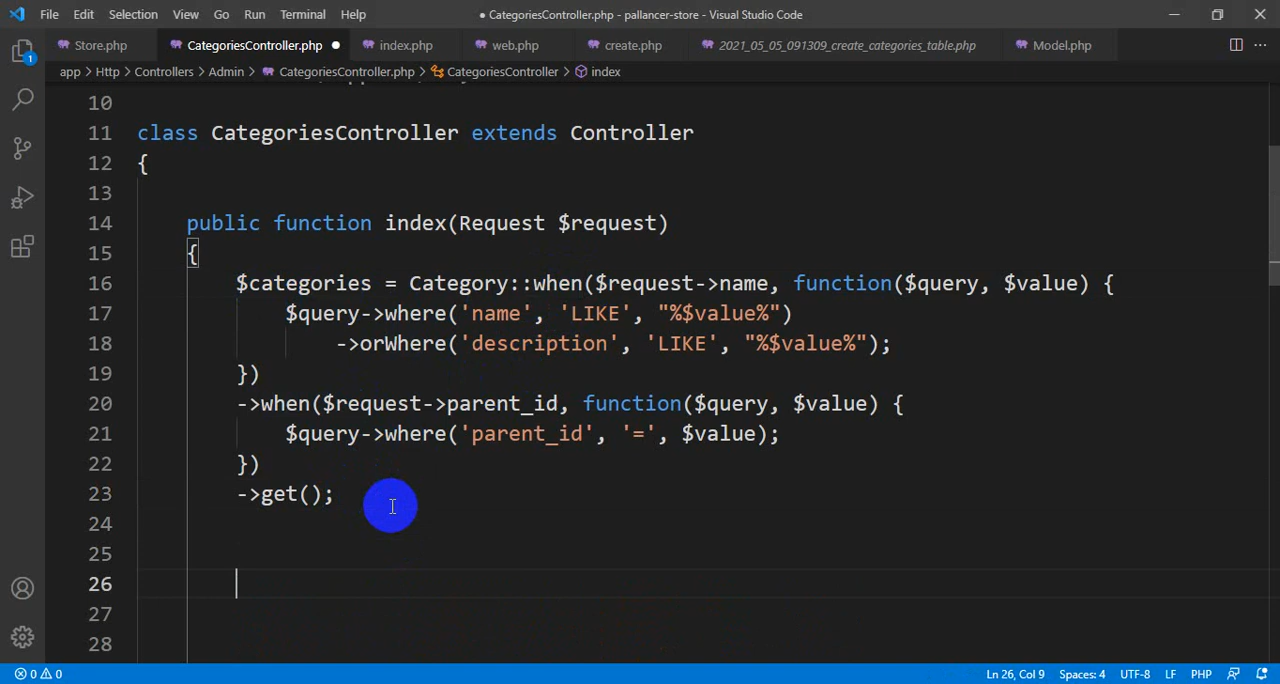 File Edit Selection View Go Run Terminal Help
● CategoriesController.php - pallancer-store - Visual Studio Code
Store.php CategoriesController.php ● index.php web.php create.php 2021_05_05_091309_create_categories_table.php Model.php
app > Http > Controllers > Admin > CategoriesController.php > CategoriesController > index
10
11 class CategoriesController extends Controller
12 {
13
14 public function index(Request $request)
15 {
16 $categories = Category::when($request->name, function($query, $value) {
17 $query->where('name', 'LIKE', "%$value%")
18 ->orWhere('description', 'LIKE', "%$value%");
19 })
20 ->when($request->parent_id, function($query, $value) {
21 $query->where('parent_id', '=', $value);
22 })
23 ->get();
24
25
26
27
28
1
0 0 Ln 26, Col 9 Spaces: 4 UTF-8 LF PHP